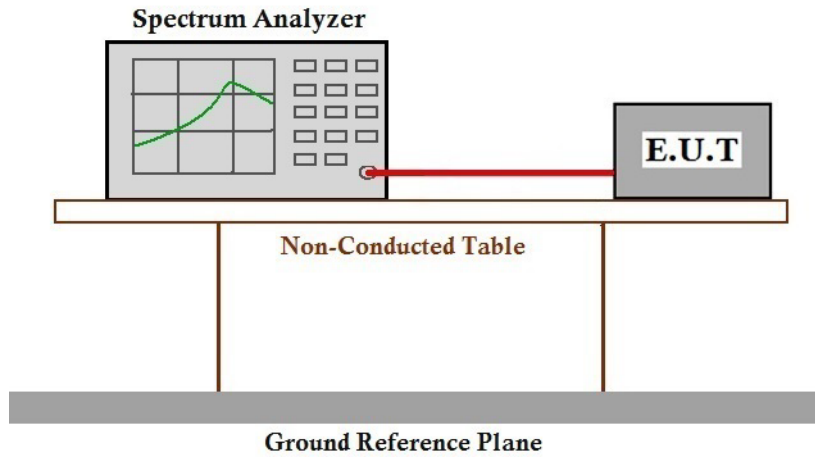 Spectrum Analyzer
E.U.T
Non-Conducted Table
Ground Reference Plane